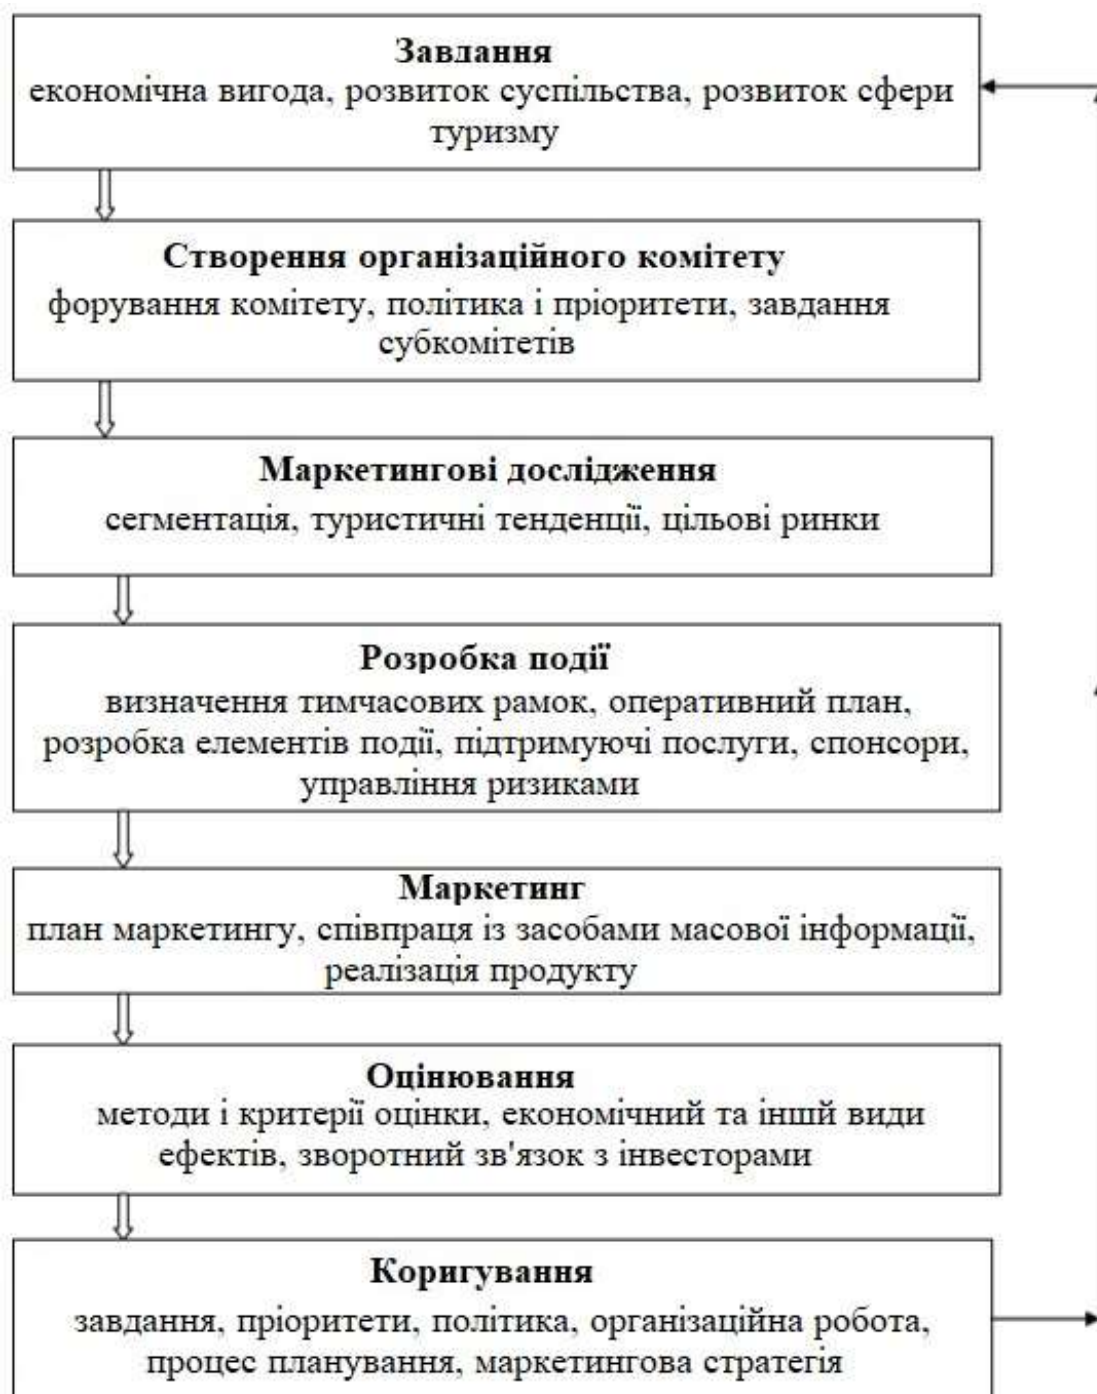 Завдання
економічна вигода, розвиток суспільства, розвиток сфери
туризму
Створення організаційного комітету
форування комітету, політика і пріоритети, завдання
субкомітетів
Маркетингові дослідження
сегментація, туристичні тенденції, цільові ринки
Розробка події
визначення тимчасових рамок, оперативний план,
розробка елементів події, підтримуючі послуги, спонсори,
управління ризиками
Маркетинг
план маркетингу, співпраця із засобами масової інформації,
реалізація продукту
Оцінювання
методи і критерії оцінки, економічний та іншй види
ефектів, зворотний зв'язок з інвесторами
Коригування
завдання, пріоритети, політика, організаційна робота,
процес планування, маркетингова стратегія